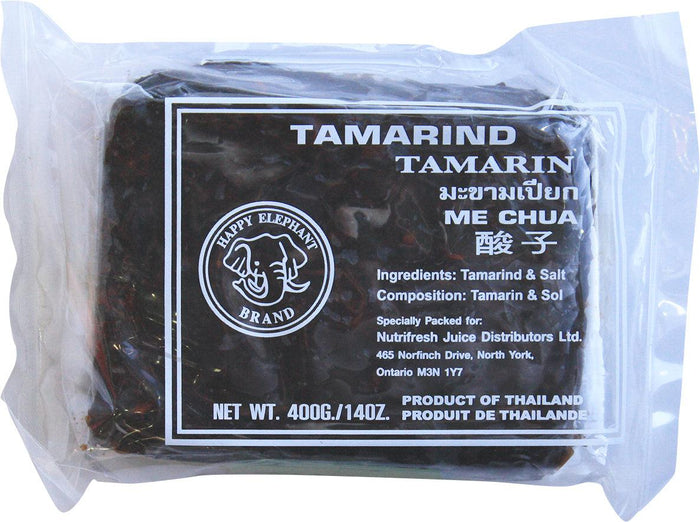 TAMARIND
TAMARIN
มะขามเปียก
ME CHUA
酸子
HAPPY ELEPHANT
BRAND
Ingredients: Tamarind & Salt
Composition: Tamarin & Sol
Specially Packed for:
Nutrifresh Juice Distributors Ltd.
465 Norfinch Drive, North York,
Ontario M3N 1Y7
NET WT. 400G./14OZ.
PRODUCT OF THAILAND
PRODUIT DE THAILANDE